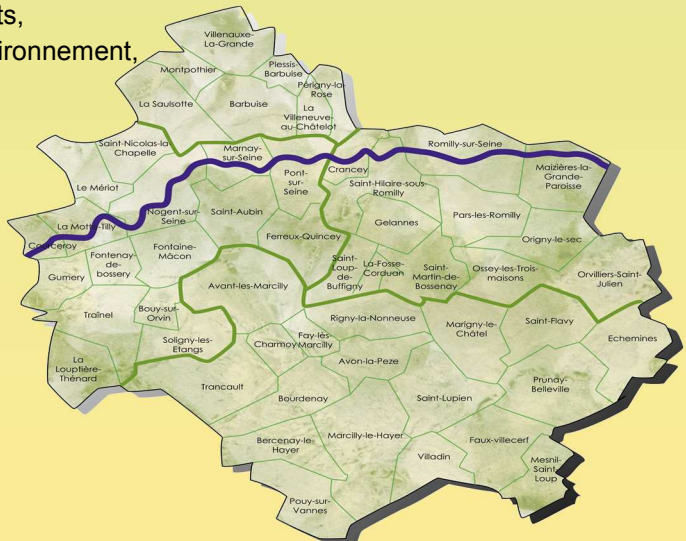 ts,
ironnement,
Villenauxe-
La-Grande
Montpothier
Plessis-
Barbuise
Périgny-la-
Rose
La Saulsotte
Barbuise
La
Villeneuve-
au-Châtelot
Saint-Nicolas-la-
Chapelle
Marnay-
sur-Seine
Romilly-sur-Seine
Pont-
sur-
Seine
Crancey
Maizières-la-
Grande-
Paroisse
Le Mériot
Saint-Hilaire-sous-
Romilly
La Motte-Tilly
Nogent-sur-
Seine
Saint-Aubin
Gelannes
Pars-les-Romilly
Courceroy
Ferreux-Quincey
Origny-le-sec
Fontenay-
de-
bossery
Fontaine-
Mâcon
Saint-
Loup-
de-
Buffigny
La-Fosse-
Corduan
Saint-
Martin-de-
Bossenay
Ossey-les-Trois-
maisons
Orvilliers-Saint-
Julien
Gumery
Avant-les-Marcilly
Traînel
Bouy-sur-
Orvin
Rigny-la-Nonneuse
Marigny-le-
Châtel
Saint-Flavy
Soligny-les-
Etangs
Charmoy
Fay-lès-
Marcilly
Echemines
La
Louptière-
Thénard
Avon-la-Peze
Trancault
Bourdenay
Saint-Lupien
Prunay-
Belleville
Bercenay-le-
Hayer
Marcilly-le-Hayer
Faux-villecerf
Villadin
Mesnil-
Saint-
Loup
Pouy-sur-
Vannes